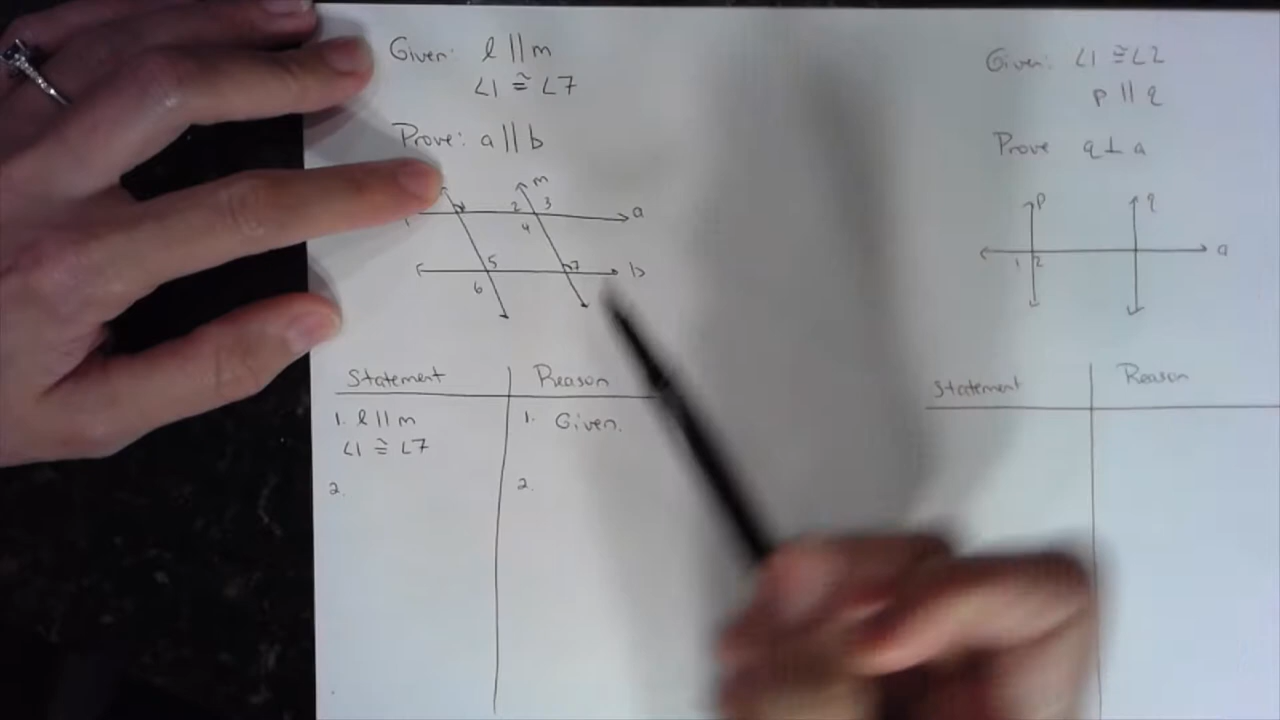 Given: l || m
∠1 ≅ ∠7
Prove: a || b
m
2 3
a
4
5 7
b
6
Statement Reason
1. l || m 1. Given.
∠1 ≅ ∠7
2. 2.
Given: ∠1 ≅ ∠2
p || q
Prove q ⊥ a
p q
a
1 2
Statement Reason